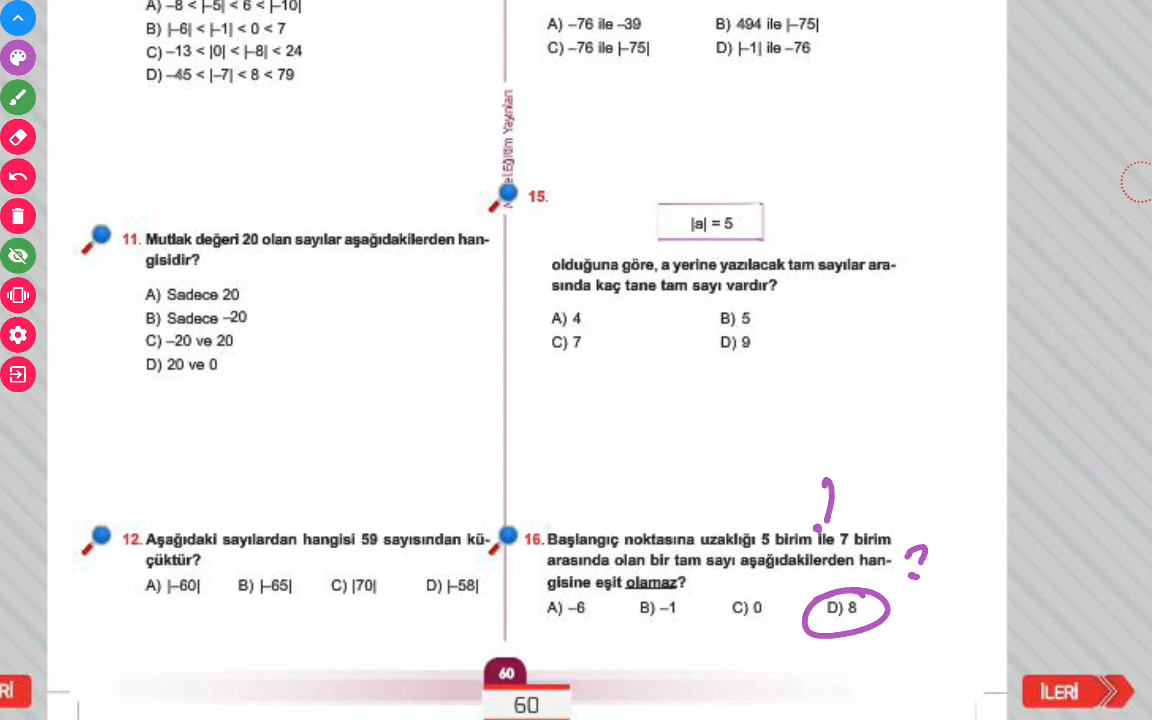 A) –8 < |–5| < 6 < |–10|
B) |–6| < |–1| < 0 < 7
C) –13 < |0| < |–8| < 24
D) –45 < |–7| < 8 < 79
11. Mutlak değeri 20 olan sayılar aşağıdakilerden han-
gisidir?
A) Sadece 20
B) Sadece –20
C) –20 ve 20
D) 20 ve 0
12. Aşağıdaki sayılardan hangisi 59 sayısından kü-
çüktür?
A) |–60| B) |–65| C) |70| D) |–58|
Eğitim Yayınları
A) –76 ile –39 B) 494 ile |–75|
C) –76 ile |–75| D) |–1| ile –76
15.
|a| = 5
olduğuna göre, a yerine yazılacak tam sayılar ara-
sında kaç tane tam sayı vardır?
A) 4 B) 5
C) 7 D) 9
?
16. Başlangıç noktasına uzaklığı 5 birim ile 7 birim
arasında olan bir tam sayı aşağıdakilerden han-
gisine eşit olamaz?
?
A) –6 B) –1 C) 0 D) 8
60
60
Rİ
İLERİ